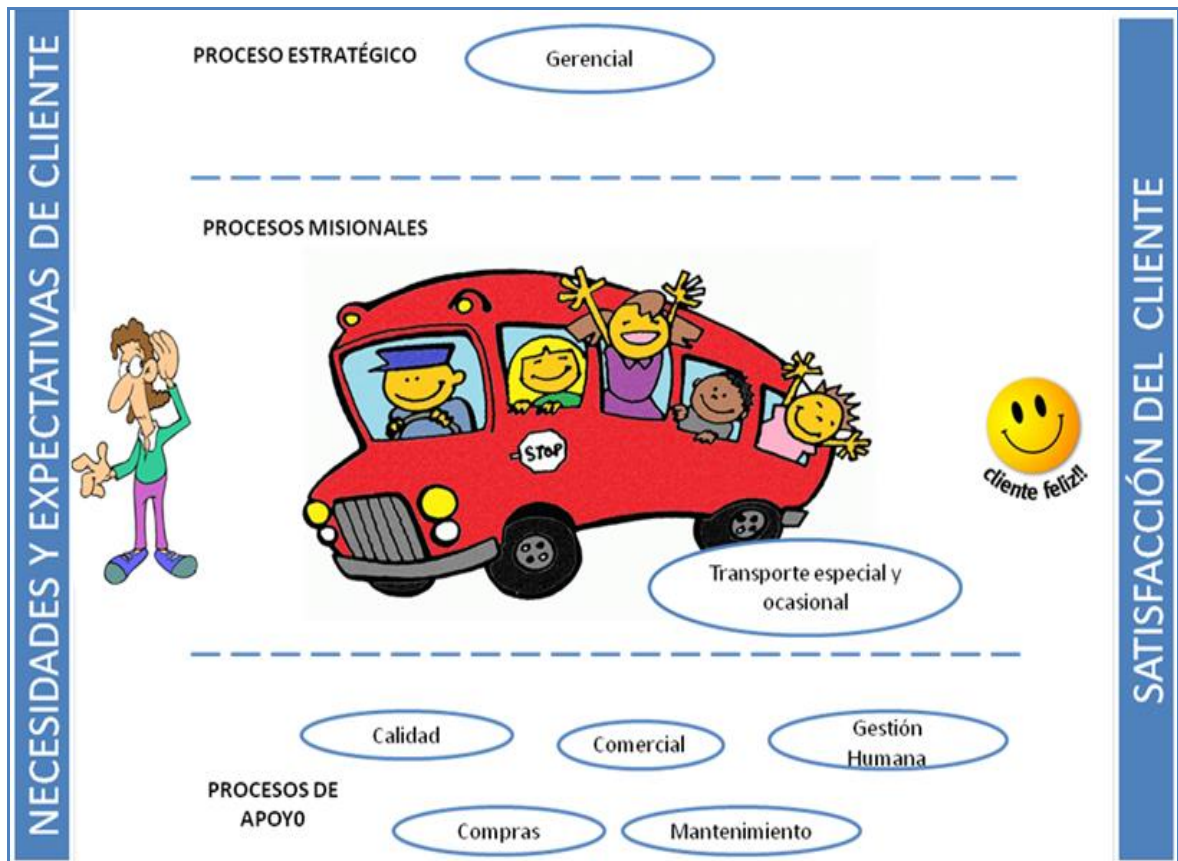 NECESIDADES Y EXPECTATIVAS DE CLIENTE
PROCESO ESTRATÉGICO
Gerencial
PROCESOS MISIONALES
STOP
cliente feliz!!
Transporte especial y
ocasional
Calidad
Comercial
Gestión
Humana
PROCESOS DE
APOY0
Compras
Mantenimiento
SATISFACCIÓN DEL CLIENTE